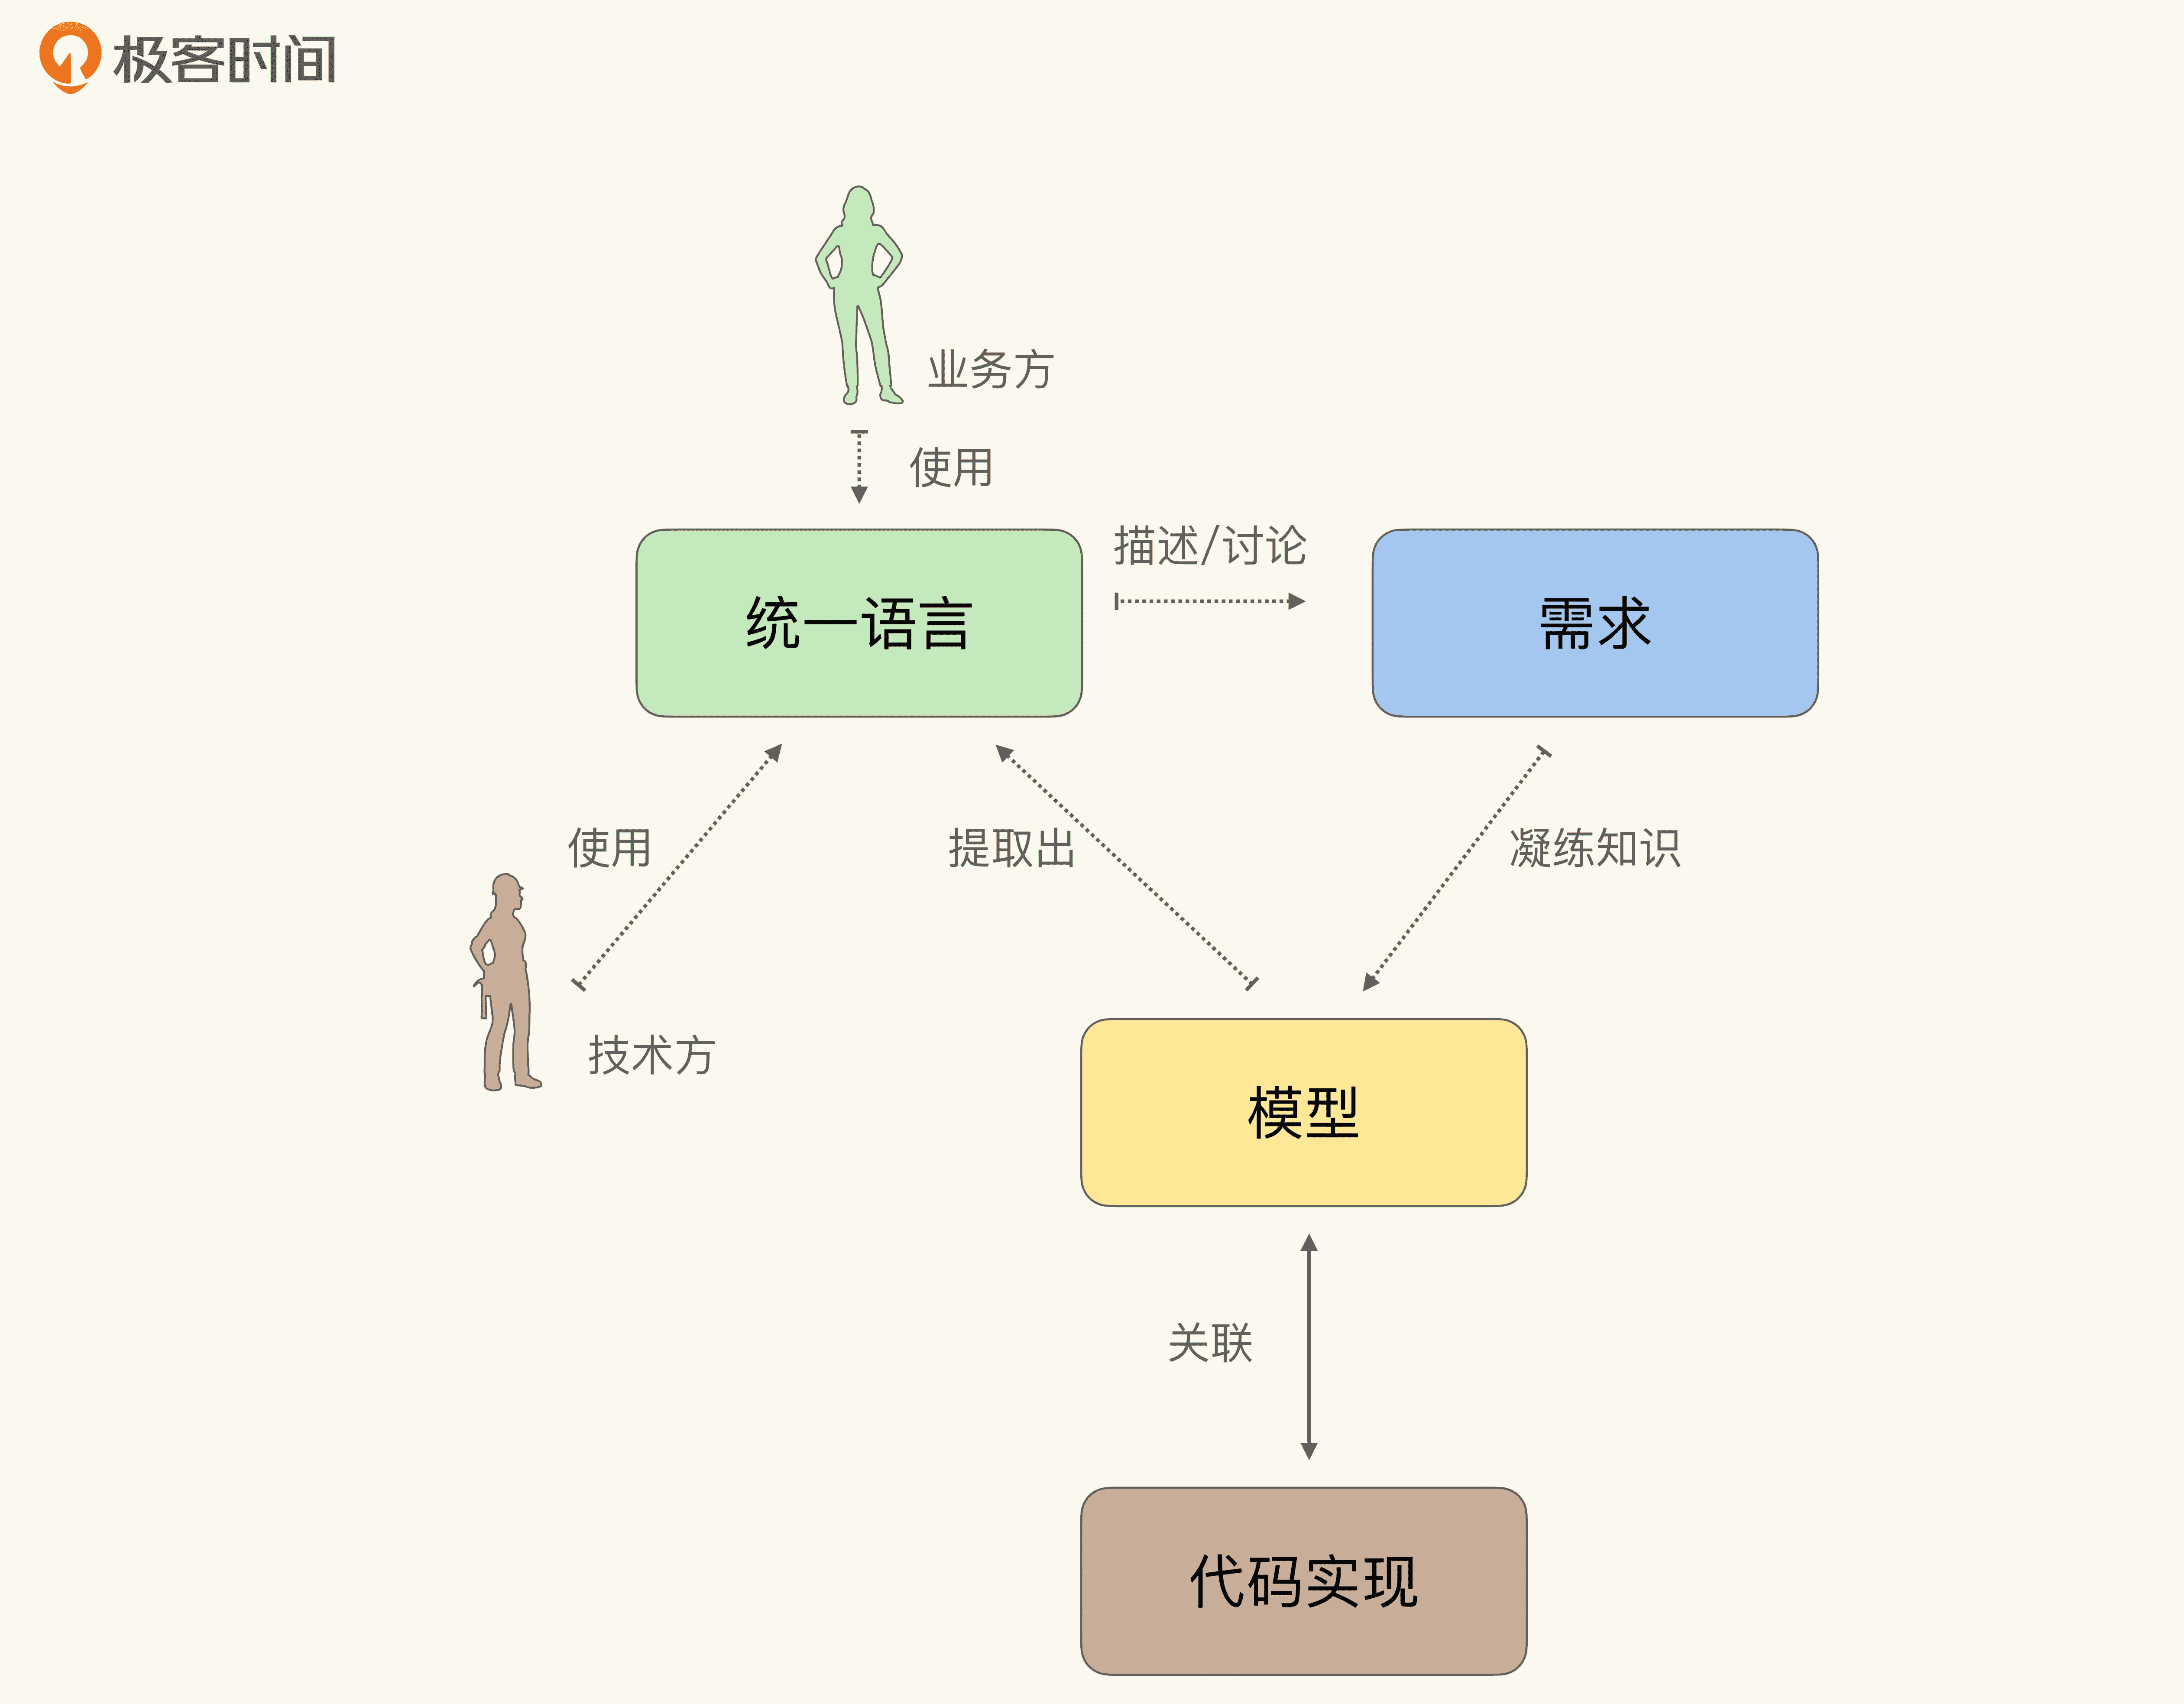 极客时间
业务方
使用
描述/讨论
统一语言
需求
使用
提取出
凝练知识
技术方
模型
关联
代码实现